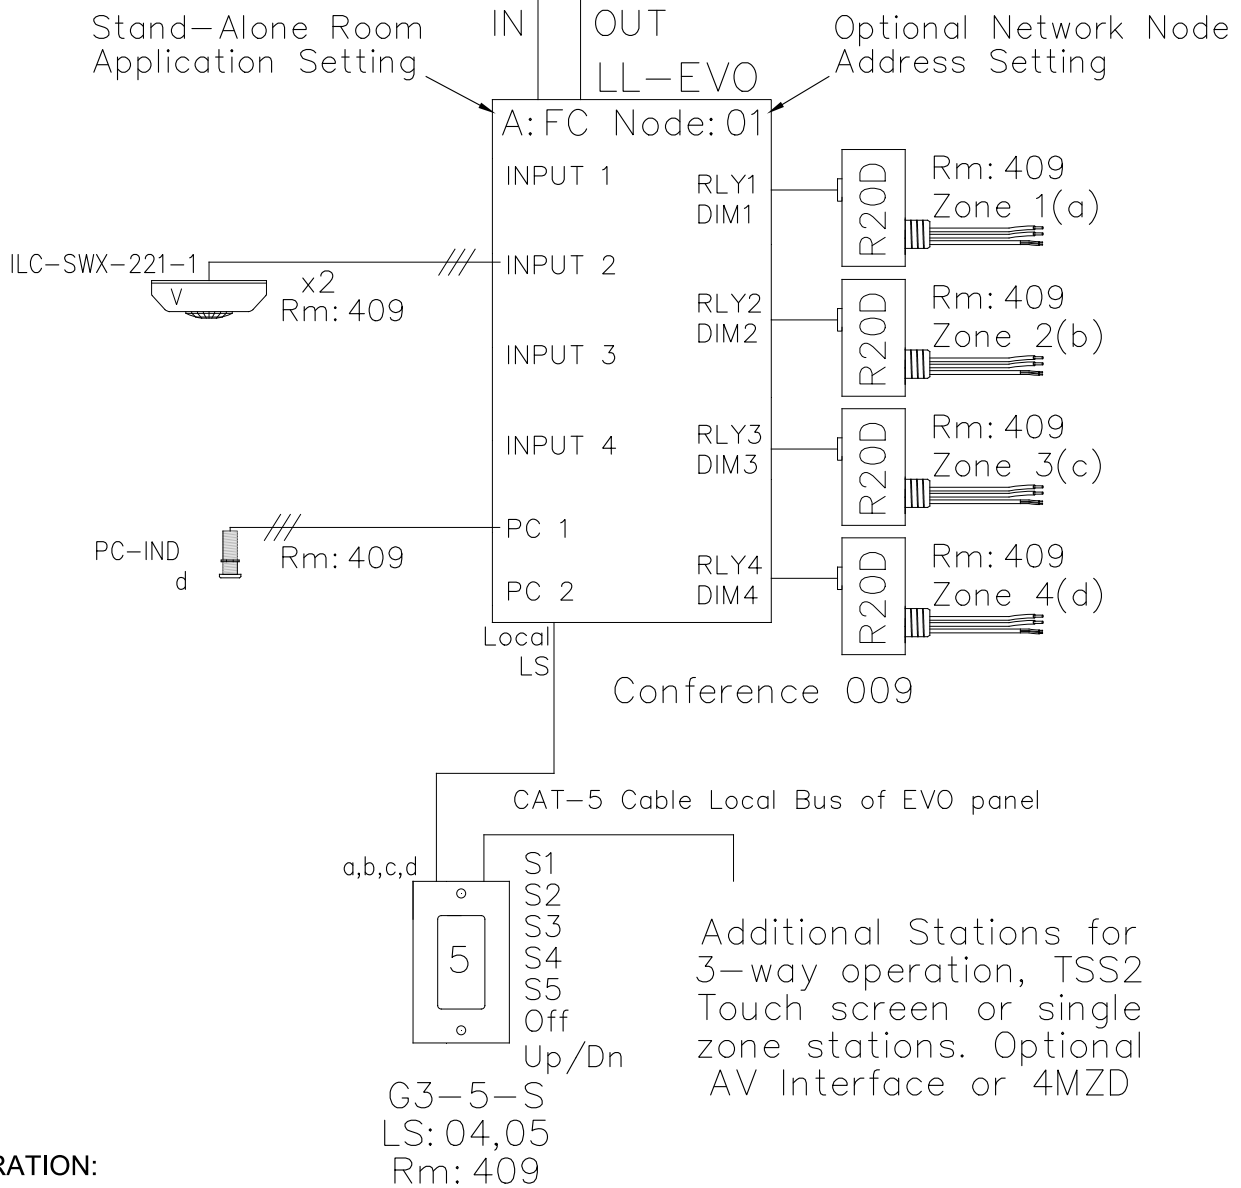 Stand-Alone Room
Application Setting
IN
OUT
Optional Network Node
Address Setting
LL-EVO
A:FC Node:01
INPUT 1
RLY1
DIM1
R20D
Rm:409
Zone 1(a)
ILC-SWX-221-1
V
x2
Rm:409
INPUT 2
RLY2
DIM2
R20D
Rm:409
Zone 2(b)
INPUT 3
INPUT 4
RLY3
DIM3
R20D
Rm:409
Zone 3(c)
PC-IND
d
Rm:409
PC 1
PC 2
RLY4
DIM4
R20D
Rm:409
Zone 4(d)
Local
LS
Conference 009
CAT-5 Cable Local Bus of EVO panel
a,b,c,d
5
S1
S2
S3
S4
S5
Off
Up/Dn
G3-5-S
LS:04,05
Rm:409
Additional Stations for
3-way operation, TSS2
Touch screen or single
zone stations. Optional
AV Interface or 4MZD
RATION: